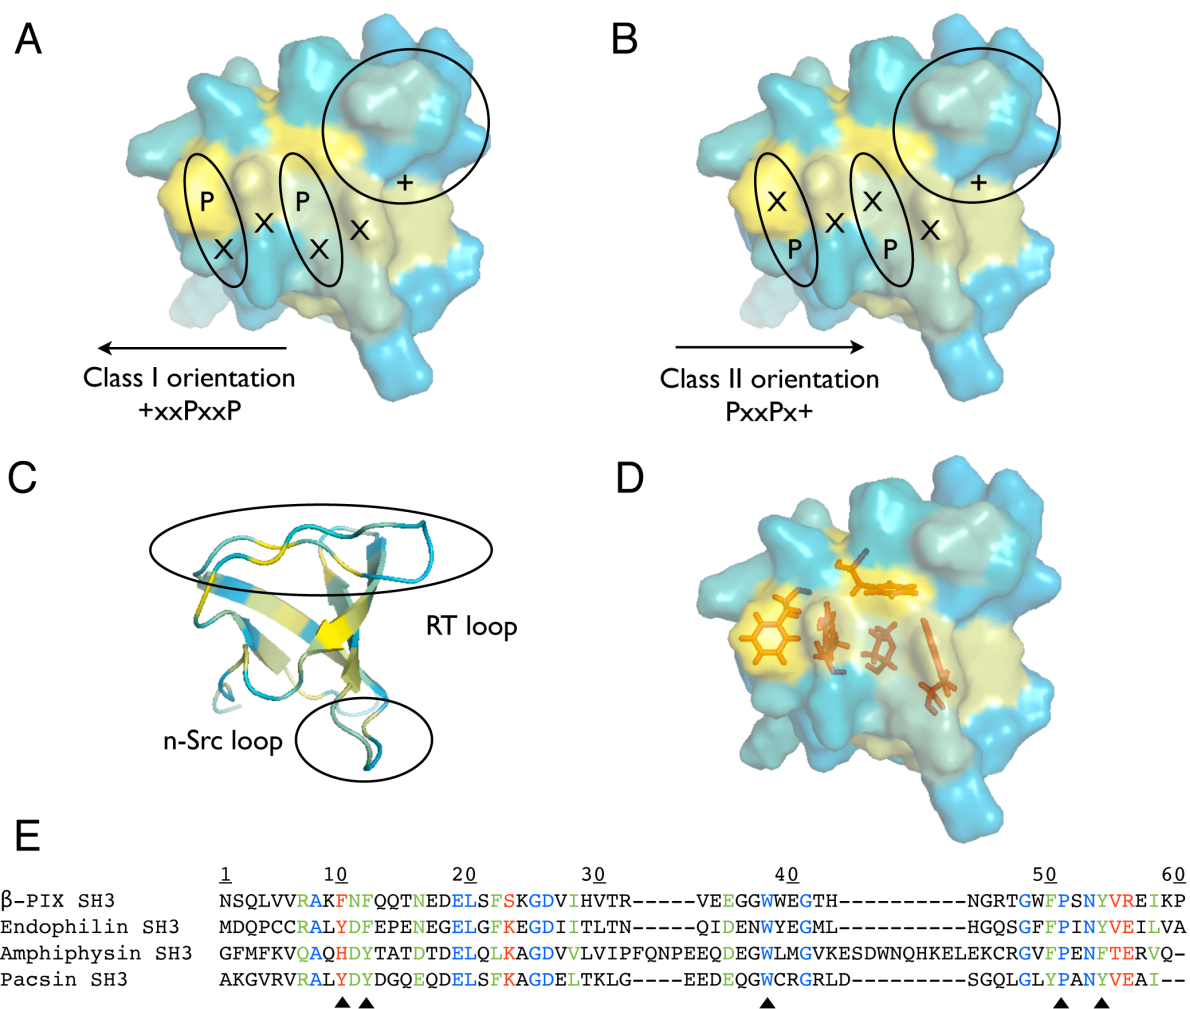 A
B
P
X
X
P
X
X
+
X
P
X
X
P
X
+
Class I orientation
+xxPxxP
Class II orientation
PxxPx+
C
D
RT loop
n-Src loop
E
1 10 20 30 40 50 60
β-PIX SH3 NSQLVVRAKFNFQQTNEDELSFSKGDVIHVTR-----VEEGGWWEGTH----------NGRTGWFPSNYVREIKP
Endophilin SH3 MDQPCCRALYDFEPENEGELGFKEGDIITLTN-----QIDENWYEGML----------HGQSGFFPINYVEILVA
Amphiphysin SH3 GFMFKVQAQHDYTATDTDELQLKAGDVVLVIPFQNPEEQDEGWLMGVKESDWNQHKELEKCRGVFPENFTERVQ-
Pacsin SH3 AKGVRVRALYDYDGQEQDELSFKAGDELTKLG----EEDEQGWCRGRLD---------SGQLGLYPANYVEAI--